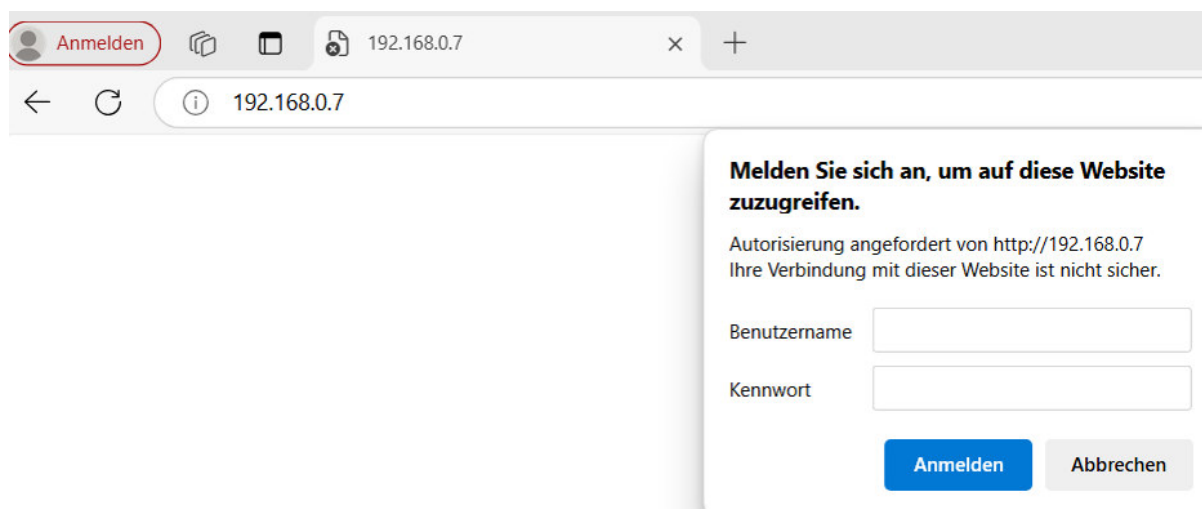 Anmelden
192.168.0.7
192.168.0.7
Melden Sie sich an, um auf diese Website
zuzugreifen.
Autorisierung angefordert von http://192.168.0.7
Ihre Verbindung mit dieser Website ist nicht sicher.
Benutzername
Kennwort
Anmelden Abbrechen